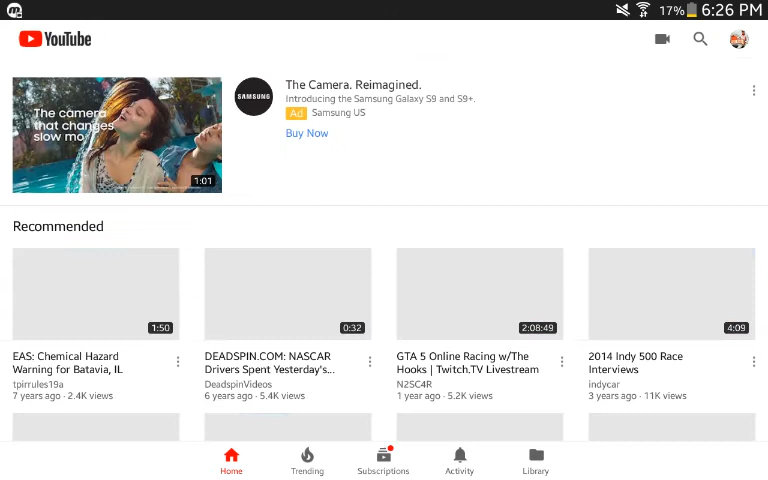 17% 6:26 PM
YouTube
The camera
that changes
slow mo
1:01
SAMSUNG
The Camera. Reimagined.
Introducing the Samsung Galaxy S9 and S9+.
Ad Samsung US
Buy Now
Recommended
1:50
0:32
2:08:49
4:09
EAS: Chemical Hazard
Warning for Batavia, IL
tpirrules19a
7 years ago · 2.4K views
DEADSPIN.COM: NASCAR
Drivers Spent Yesterday's...
DeadspinVideos
6 years ago · 5.4K views
GTA 5 Online Racing w/The
Hooks | Twitch.TV Livestream
N2SC4R
1 year ago · 5.2K views
2014 Indy 500 Race
Interviews
indycar
3 years ago · 11K views
Home
Trending
Subscriptions
Activity
Library